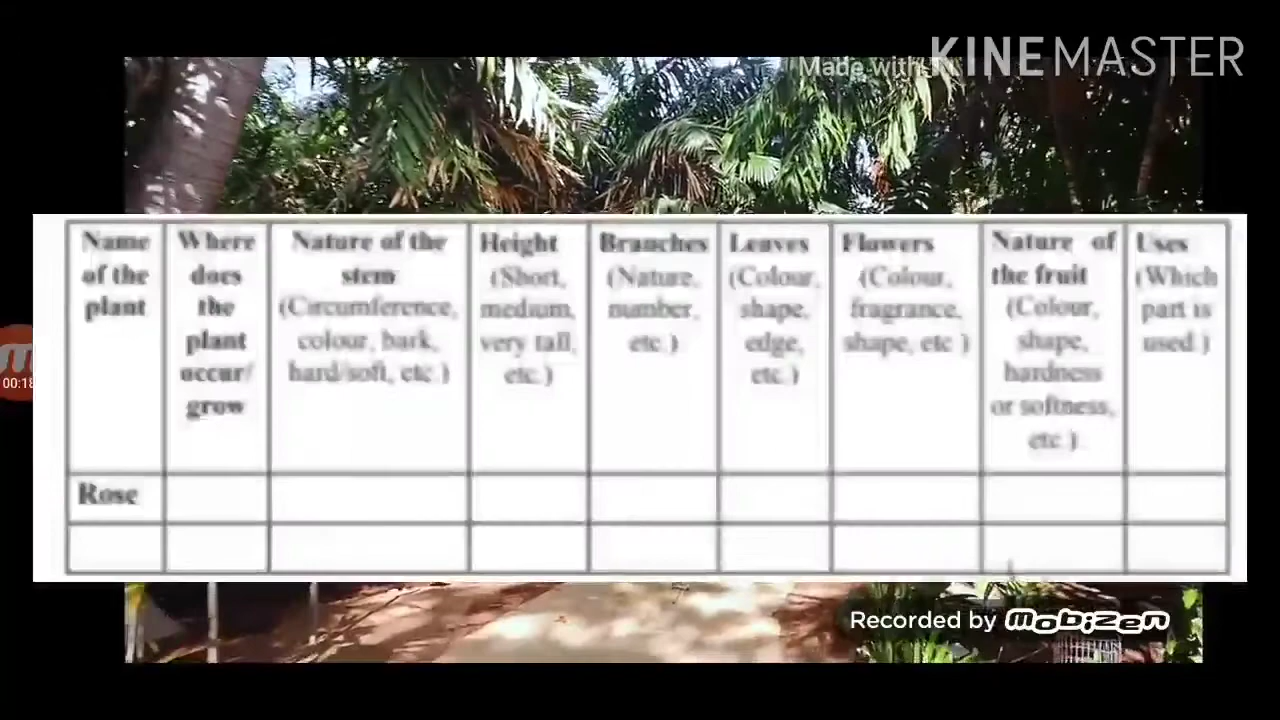 Made with KINEMASTER
Name of the plant
Where does the plant occur/ grow
Nature of the stem (Circumference, colour, bark, hard/soft, etc.)
Height (Short, medium, very tall, etc.)
Branches (Nature, number, etc.)
Leaves (Colour, shape, edge, etc.)
Flowers (Colour, fragrance, shape, etc )
Nature of the fruit (Colour, shape, hardness or softness, etc.)
Uses (Which part is used.)
Rose
00:18
Recorded by mobizen